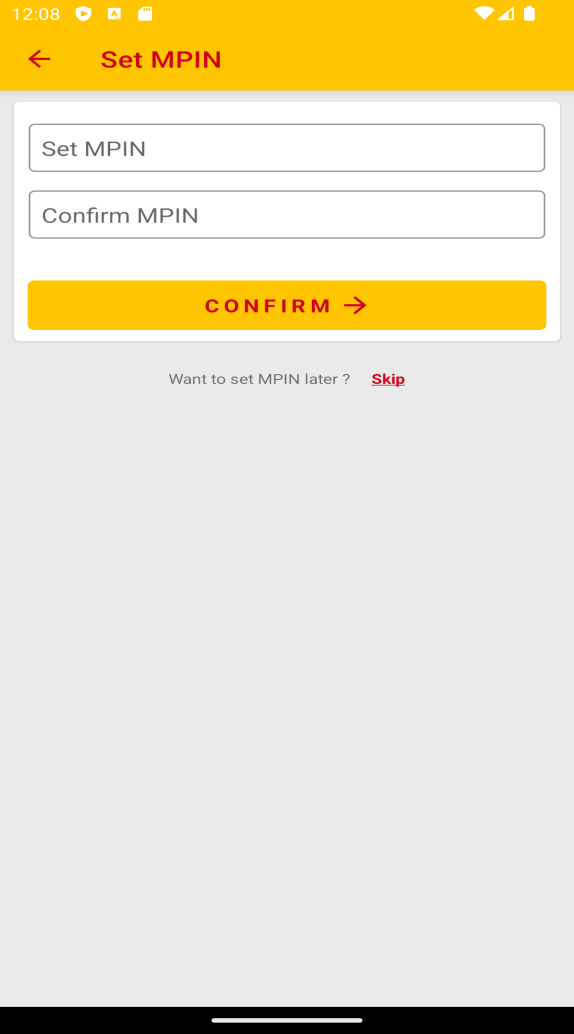 12:08
Set MPIN
Set MPIN
Confirm MPIN
CONFIRM
Want to set MPIN later ? Skip